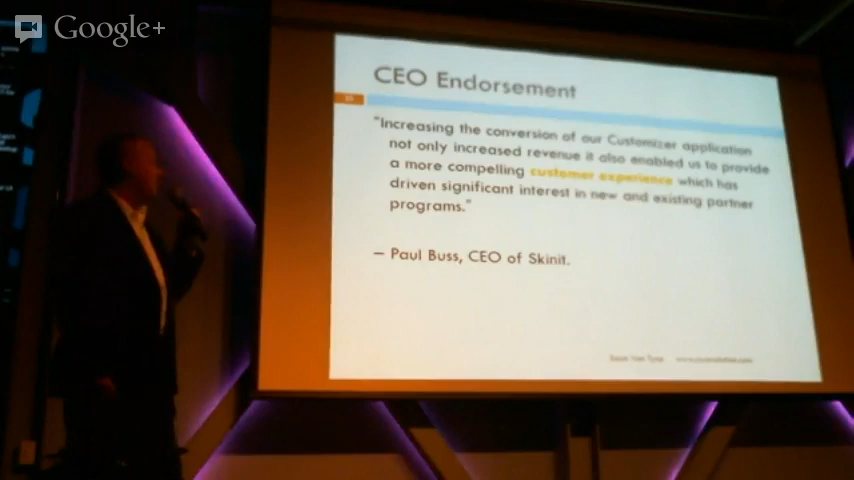 Google+
CEO Endorsement
"Increasing the conversion of our Customizer application
not only increased revenue it also enabled us to provide
a more compelling customer experience which has
driven significant interest in new and existing partner
programs."
– Paul Buss, CEO of Skinit.